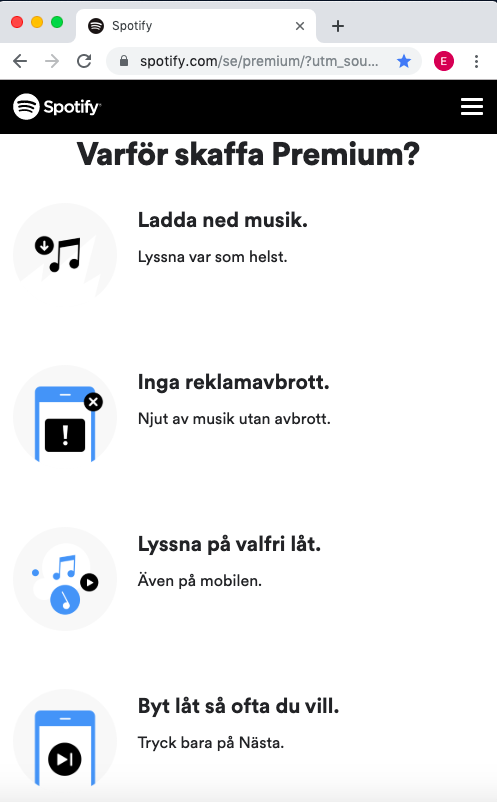 Spotify
spotify.com/se/premium/?utm_sou...
E
Spotify
Varför skaffa Premium?
Ladda ned musik.
Lyssna var som helst.
Inga reklamavbrott.
Njut av musik utan avbrott.
Lyssna på valfri låt.
Även på mobilen.
Byt låt så ofta du vill.
Tryck bara på Nästa.